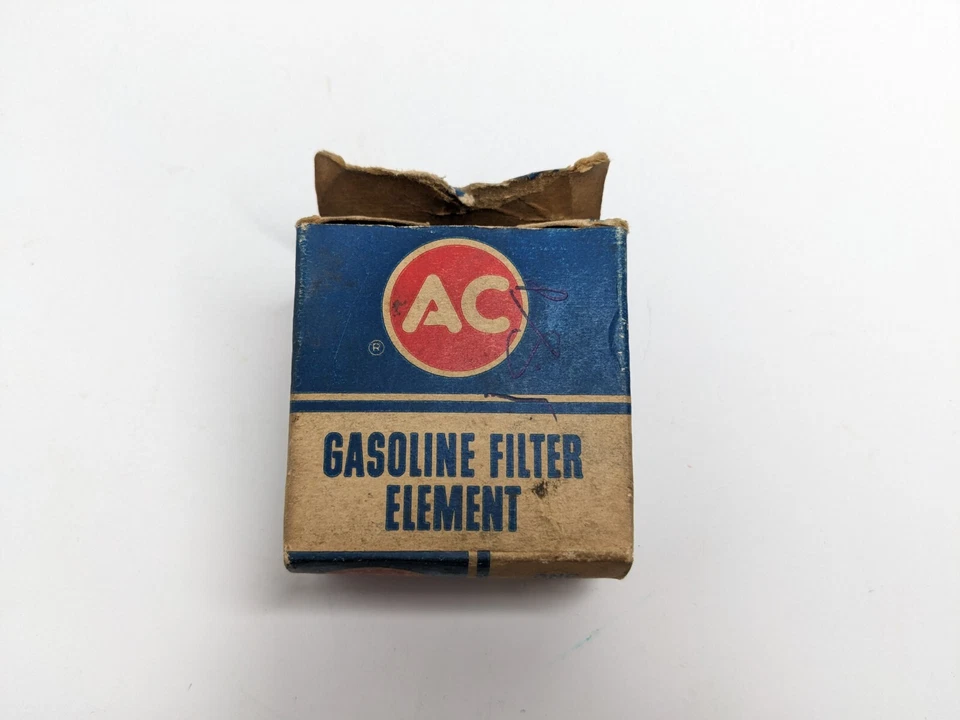 AC
®
GASOLINE FILTER
ELEMENT